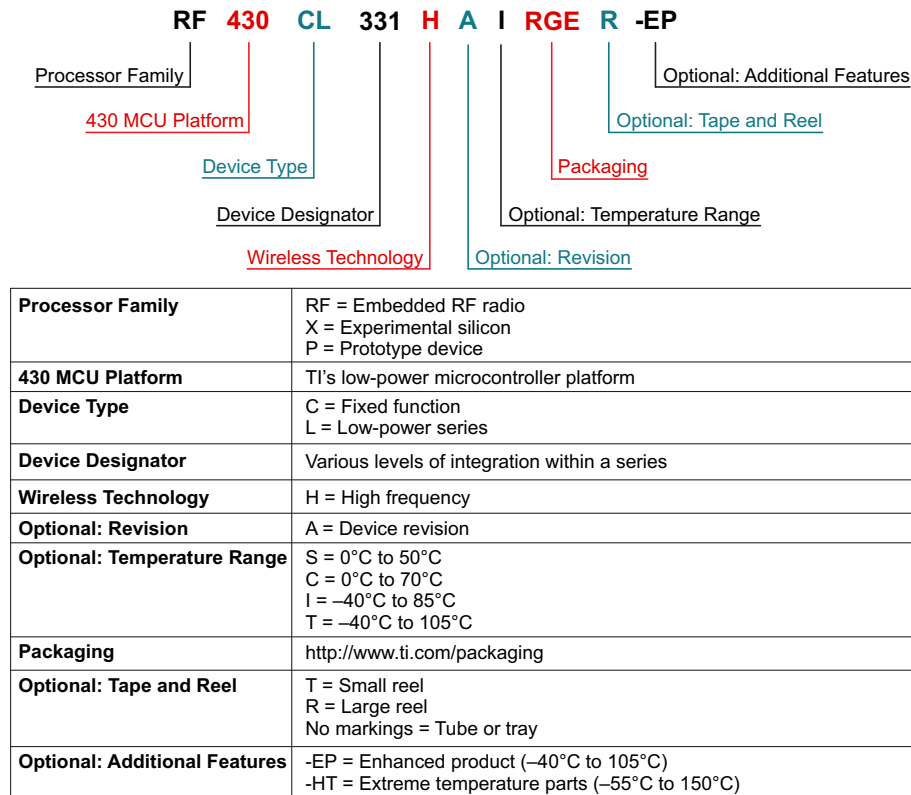 RF 430 CL 331 H A I RGE R -EP
Processor Family
Optional: Additional Features
430 MCU Platform
Optional: Tape and Reel
Device Type
Packaging
Device Designator
Optional: Temperature Range
Wireless Technology
Optional: Revision
Processor Family
RF = Embedded RF radio
X = Experimental silicon
P = Prototype device
430 MCU Platform
TI's low-power microcontroller platform
Device Type
C = Fixed function
L = Low-power series
Device Designator
Various levels of integration within a series
Wireless Technology
H = High frequency
Optional: Revision
A = Device revision
Optional: Temperature Range
S = 0°C to 50°C
C = 0°C to 70°C
I = –40°C to 85°C
T = –40°C to 105°C
Packaging
http://www.ti.com/packaging
Optional: Tape and Reel
T = Small reel
R = Large reel
No markings = Tube or tray
Optional: Additional Features
-EP = Enhanced product (–40°C to 105°C)
-HT = Extreme temperature parts (–55°C to 150°C)